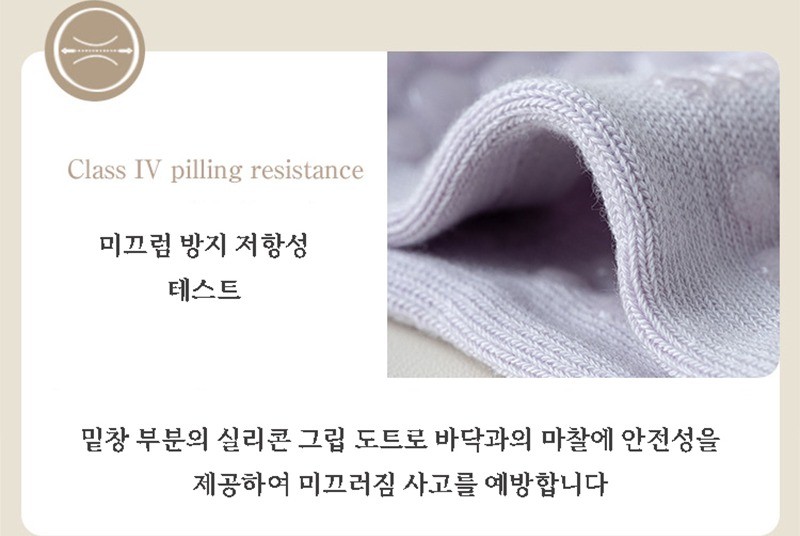 Class IV pilling resistance
미끄럼 방지 저항성
테스트
밑창 부분의 실리콘 그립 도트로 바닥과의 마찰에 안전성을
제공하여 미끄러짐 사고를 예방합니다